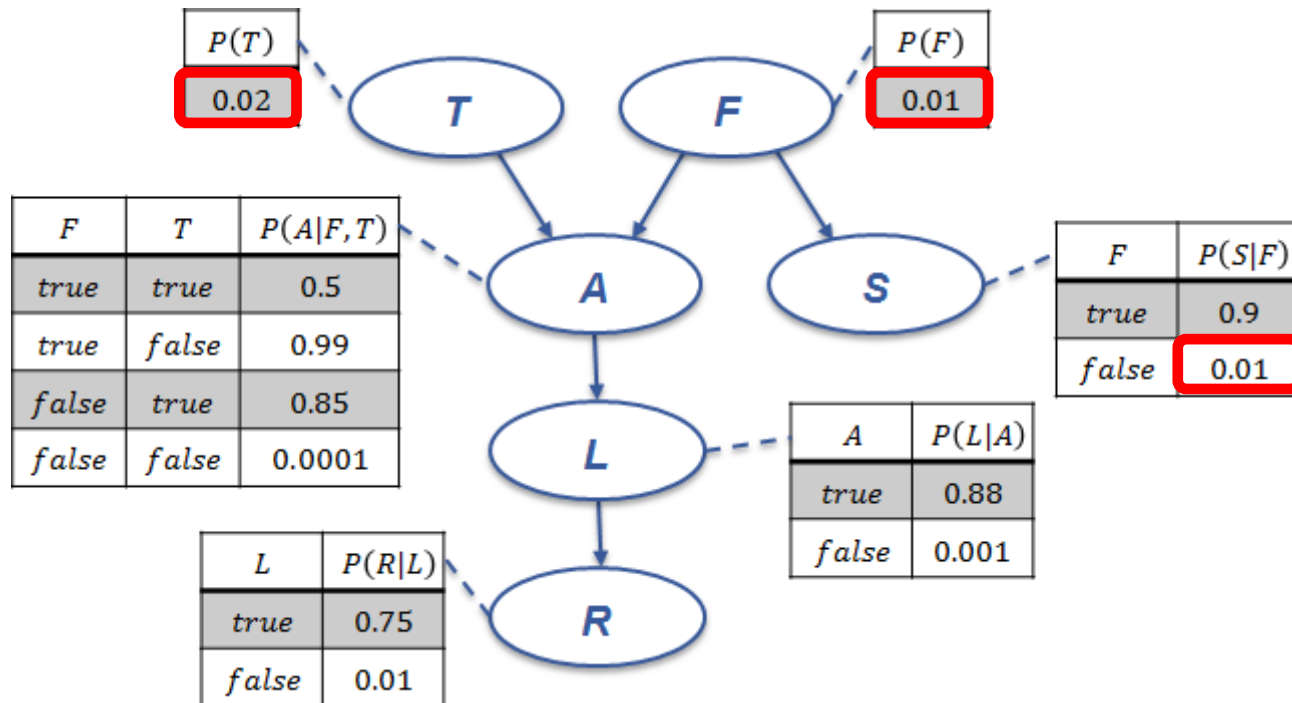 P(T)
0.02
T
F
P(F)
0.01
F T P(A|F,T)
true true 0.5
true false 0.99
false true 0.85
false false 0.0001
A
S
F P(S|F)
true 0.9
false 0.01
L
A P(L|A)
true 0.88
false 0.001
L P(R|L)
true 0.75
false 0.01
R